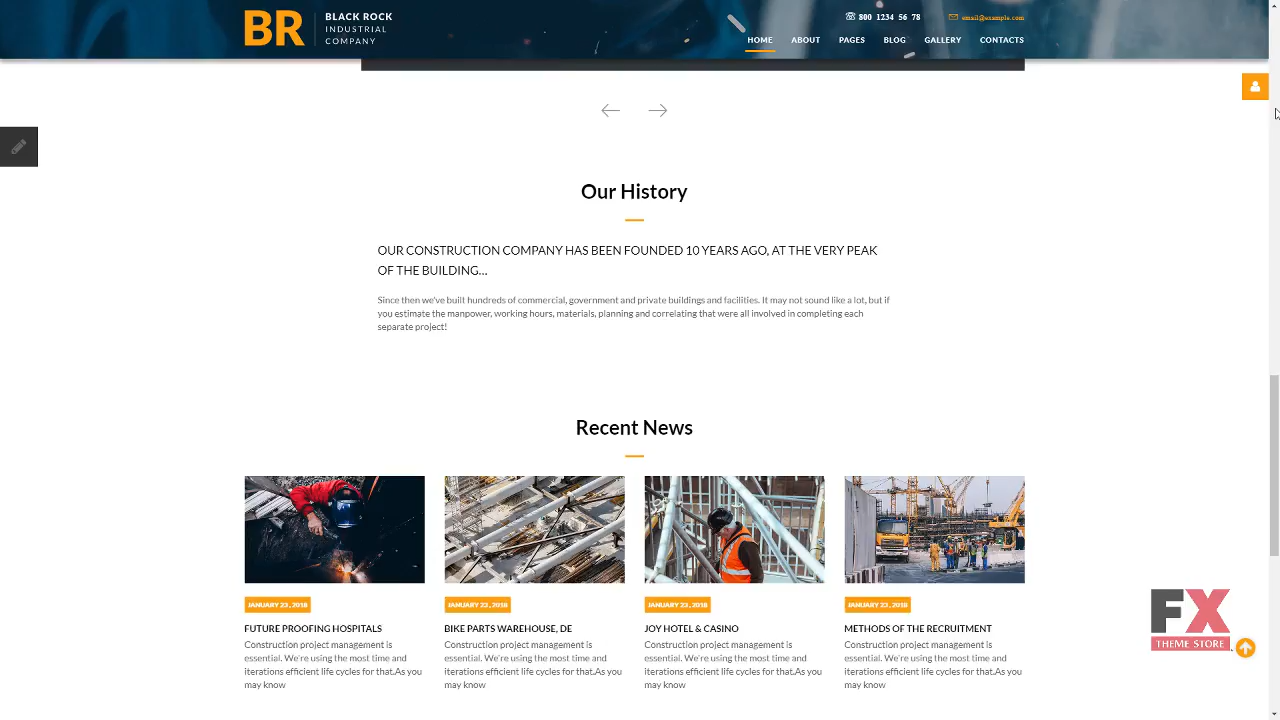 BR
BLACK ROCK
INDUSTRIAL
COMPANY
800 1234 56 78
email@example.com
HOME ABOUT PAGES BLOG GALLERY CONTACTS
Our History
OUR CONSTRUCTION COMPANY HAS BEEN FOUNDED 10 YEARS AGO, AT THE VERY PEAK
OF THE BUILDING...
Since then we've built hundreds of commercial, government and private buildings and facilities. It may not sound like a lot, but if
you estimate the manpower, working hours, materials, planning and correlating that were all involved in completing each
separate project!
Recent News
JANUARY 23, 2018
FUTURE PROOFING HOSPITALS
Construction project management is
essential. We're using the most time and
iterations efficient life cycles for that.As you
may know
JANUARY 23, 2018
BIKE PARTS WAREHOUSE, DE
Construction project management is
essential. We're using the most time and
iterations efficient life cycles for that.As you
may know
JANUARY 23, 2018
JOY HOTEL & CASINO
Construction project management is
essential. We're using the most time and
iterations efficient life cycles for that.As you
may know
JANUARY 23, 2018
METHODS OF THE RECRUITMENT
Construction project management is
essential. We're using the most time and
iterations efficient life cycles for that.As you
may know
FX
THEME STORE